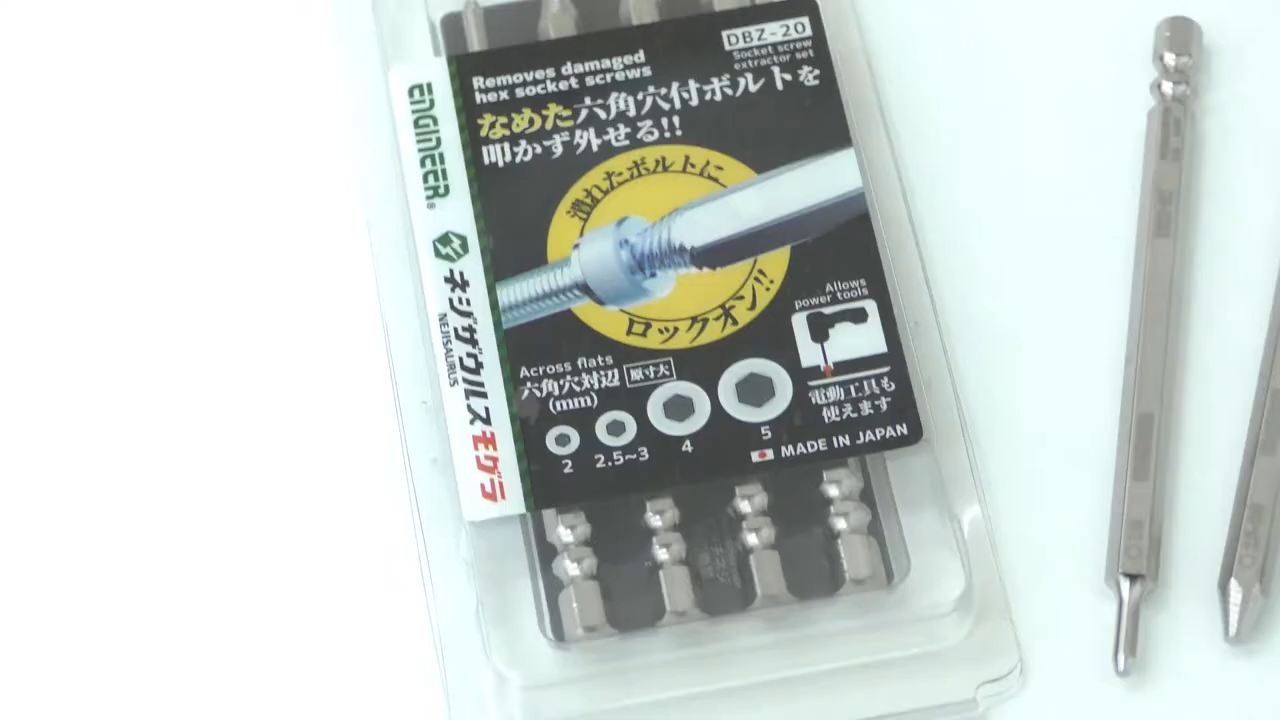 DBZ-20
Socket screw
extractor set
Removes damaged
hex socket screws
なめた六角穴付ボルトを
叩かず外せる!!
潰れたボルトに
ロックオン!!
ENGINEER®
ネジザウルスモグラ
NEJISAURUS
Allows
power tools
電動工具も
使えます
Across flats
六角穴対辺 原寸大
(mm)
2 2.5~3 4 5
MADE IN JAPAN